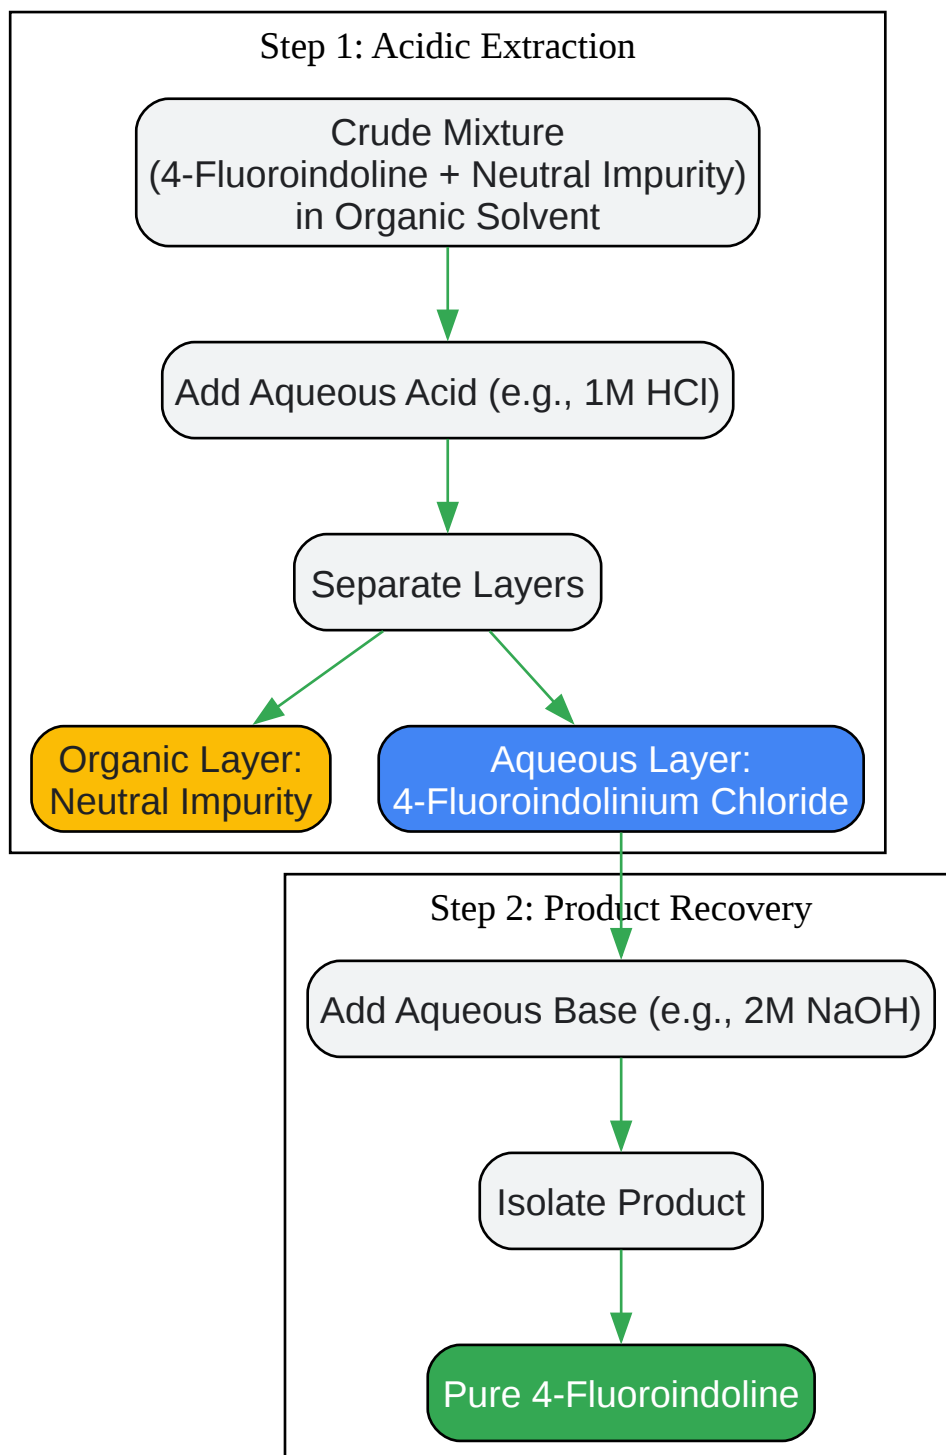 Step 1: Acidic Extraction
Crude Mixture
(4-Fluoroindoline + Neutral Impurity)
in Organic Solvent
Add Aqueous Acid (e.g., 1M HCl)
Separate Layers
Organic Layer:
Neutral Impurity
Aqueous Layer:
4-Fluoroindolinium Chloride
Step 2: Product Recovery
Add Aqueous Base (e.g., 2M NaOH)
Isolate Product
Pure 4-Fluoroindoline